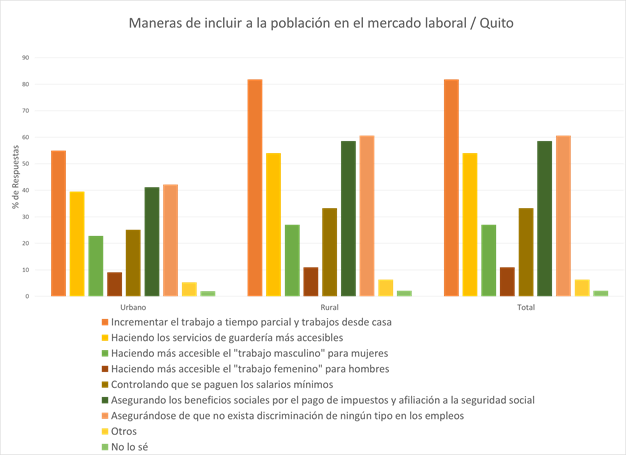 Maneras de incluir a la población en el mercado laboral / Quito
90
80
70
60
50
40
30
20
10
0
% de Respuestas
Urbano
Rural
Total
Incrementar el trabajo a tiempo parcial y trabajos desde casa
Haciendo los servicios de guardería más accesibles
Haciendo más accesible el "trabajo masculino" para mujeres
Haciendo más accesible el "trabajo femenino" para hombres
Controlando que se paguen los salarios mínimos
Asegurando los beneficios sociales por el pago de impuestos y afiliación a la seguridad social
Asegurándose de que no exista discriminación de ningún tipo en los empleos
Otros
No lo sé